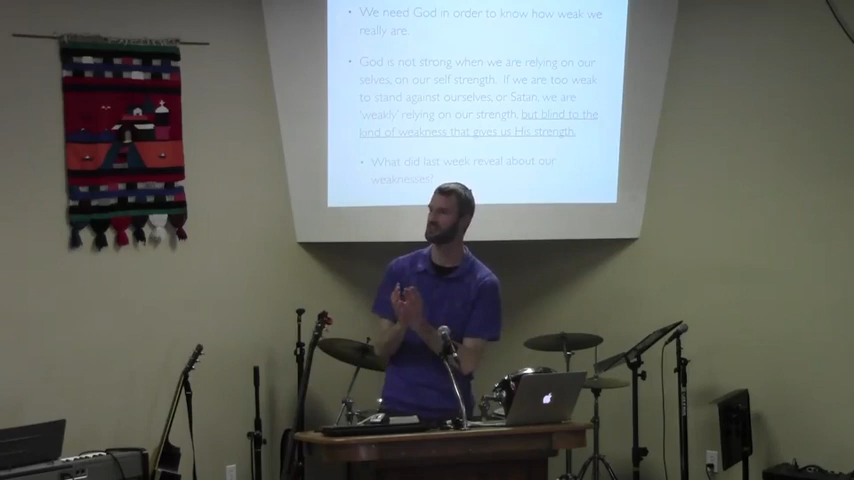 • We need God in order to know how weak we
really are.
• God is not strong when we are relying on our
selves, on our self strength. If we are too weak
to stand against ourselves, or Satan, we are
'weakly' relying on our strength, but blind to the
kind of weakness that gives us His strength.
• What did last week reveal about our
weaknesses?